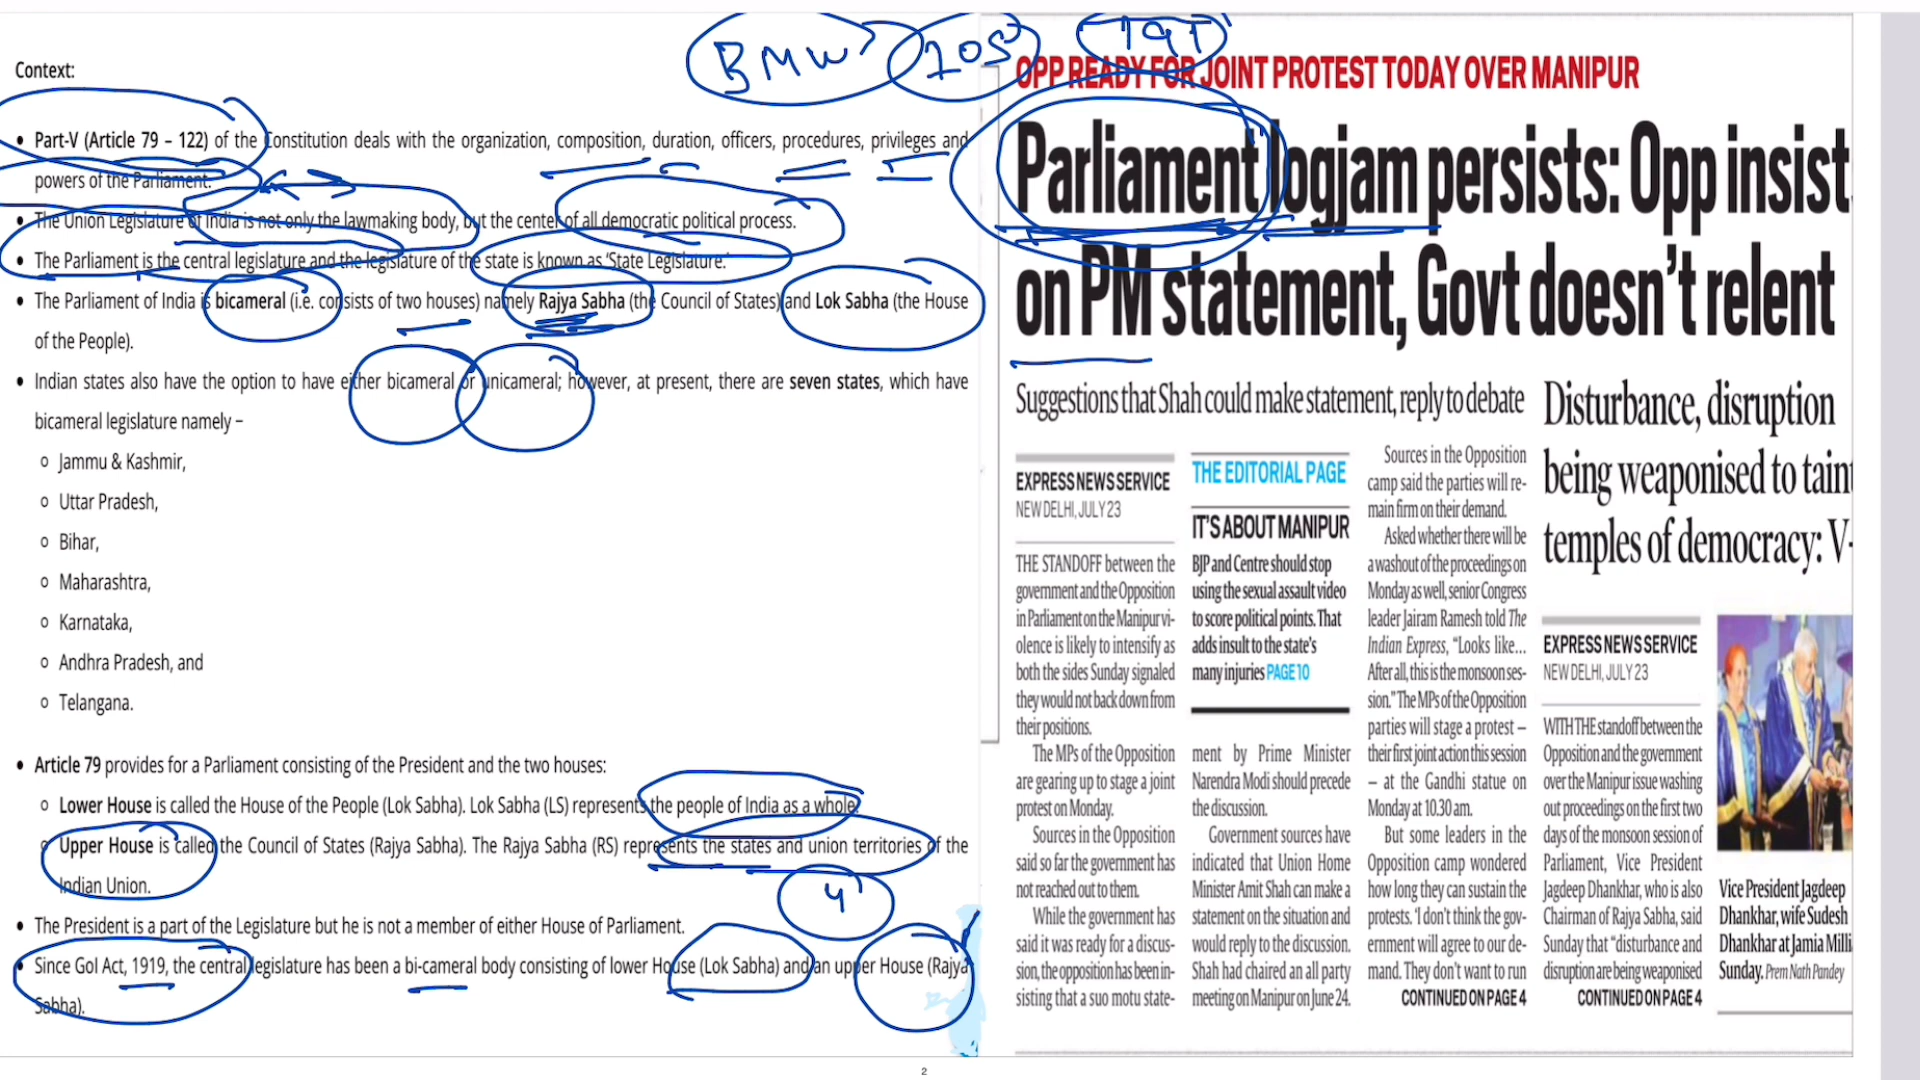 BMW
Context:
• Part-V (Article 79 – 122) of the Constitution deals with the organization, composition, duration, officers, procedures, privileges and
powers of the Parliament.
• The Union Legislature of India is not only the lawmaking body, but the center of all democratic political process.
• The Parliament is the central legislature and the legislature of the state is known as 'State Legislature.'
• The Parliament of India is bicameral (i.e. consists of two houses) namely Rajya Sabha (the Council of States) and Lok Sabha (the House
of the People).
• Indian states also have the option to have either bicameral or unicameral; however, at present, there are seven states, which have
bicameral legislature namely –
o Jammu & Kashmir,
o Uttar Pradesh,
o Bihar,
o Maharashtra,
o Karnataka,
o Andhra Pradesh, and
o Telangana.
• Article 79 provides for a Parliament consisting of the President and the two houses:
o Lower House is called the House of the People (Lok Sabha). Lok Sabha (LS) represents the people of India as a whole.
o Upper House is called the Council of States (Rajya Sabha). The Rajya Sabha (RS) represents the states and union territories of the
Indian Union.
4
• The President is a part of the Legislature but he is not a member of either House of Parliament.
• Since GoI Act, 1919, the central legislature has been a bi-cameral body consisting of lower House (Lok Sabha) and an upper House (Rajya
Sabha).
OPP READY FOR JOINT PROTEST TODAY OVER MANIPUR
Parliament logjam persists: Opp insist
on PM statement, Govt doesn't relent
Suggestions that Shah could make statement, reply to debate
EXPRESS NEWS SERVICE
NEW DELHI, JULY 23
THE STANDOFF between the
government and the Opposition
in Parliament on the Manipur vi-
olence is likely to intensify as
both the sides Sunday signaled
they would not back down from
their positions.
The MPs of the Opposition
are gearing up to stage a joint
protest on Monday.
Sources in the Opposition
said so far the government has
not reached out to them.
While the government has
said it was ready for a discus-
sion, the opposition has been in-
sisting that a suo motu state-
THE EDITORIAL PAGE
IT'S ABOUT MANIPUR
BJP and Centre should stop
using the sexual assault video
to score political points. That
adds insult to the state's
many injuries PAGE 10
ment by Prime Minister
Narendra Modi should precede
the discussion.
Government sources have
indicated that Union Home
Minister Amit Shah can make a
statement on the situation and
would reply to the discussion.
Shah had chaired an all party
meeting on Manipur on June 24.
Sources in the Opposition
camp said the parties will re-
main firm on their demand.
Asked whether there will be
a washout of the proceedings on
Monday as well, senior Congress
leader Jairam Ramesh told The
Indian Express, "Looks like...
After all, this is the monsoon ses-
sion." The MPs of the Opposition
parties will stage a protest –
their first joint action this session
– at the Gandhi statue on
Monday at 10.30 am.
But some leaders in the
Opposition camp wondered
how long they can sustain the
protests. 'I don't think the gov-
ernment will agree to our de-
mand. They don't want to run
CONTINUED ON PAGE 4
Disturbance, disruption
being weaponised to taint
temples of democracy: V-
EXPRESS NEWS SERVICE
NEW DELHI, JULY 23
WITH THE standoff between the
Opposition and the government
over the Manipur issue washing
out proceedings on the first two
days of the monsoon session of
Parliament, Vice President
Jagdeep Dhankhar, who is also
Chairman of Rajya Sabha, said
Sunday that "disturbance and
disruption are being weaponised
CONTINUED ON PAGE 4
Vice President Jagdeep
Dhankhar, wife Sudesh
Dhankhar at Jamia Milli
Sunday. Prem Nath Pandey
2